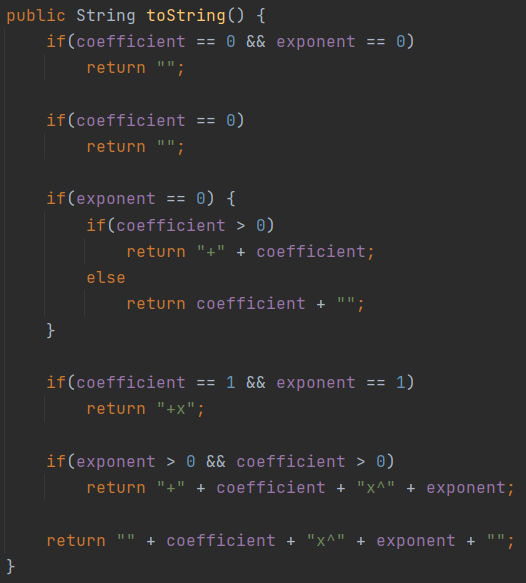 public String toString() {
    if(coefficient == 0 && exponent == 0)
        return "";
    if(coefficient == 0)
        return "";
    if(exponent == 0) {
        if(coefficient > 0)
            return "+" + coefficient;
        else
            return coefficient + "";
    }
    if(coefficient == 1 && exponent == 1)
        return "+x";
    if(exponent > 0 && coefficient > 0)
        return "+" + coefficient + "x^" + exponent;
    return "" + coefficient + "x^" + exponent + "";
}